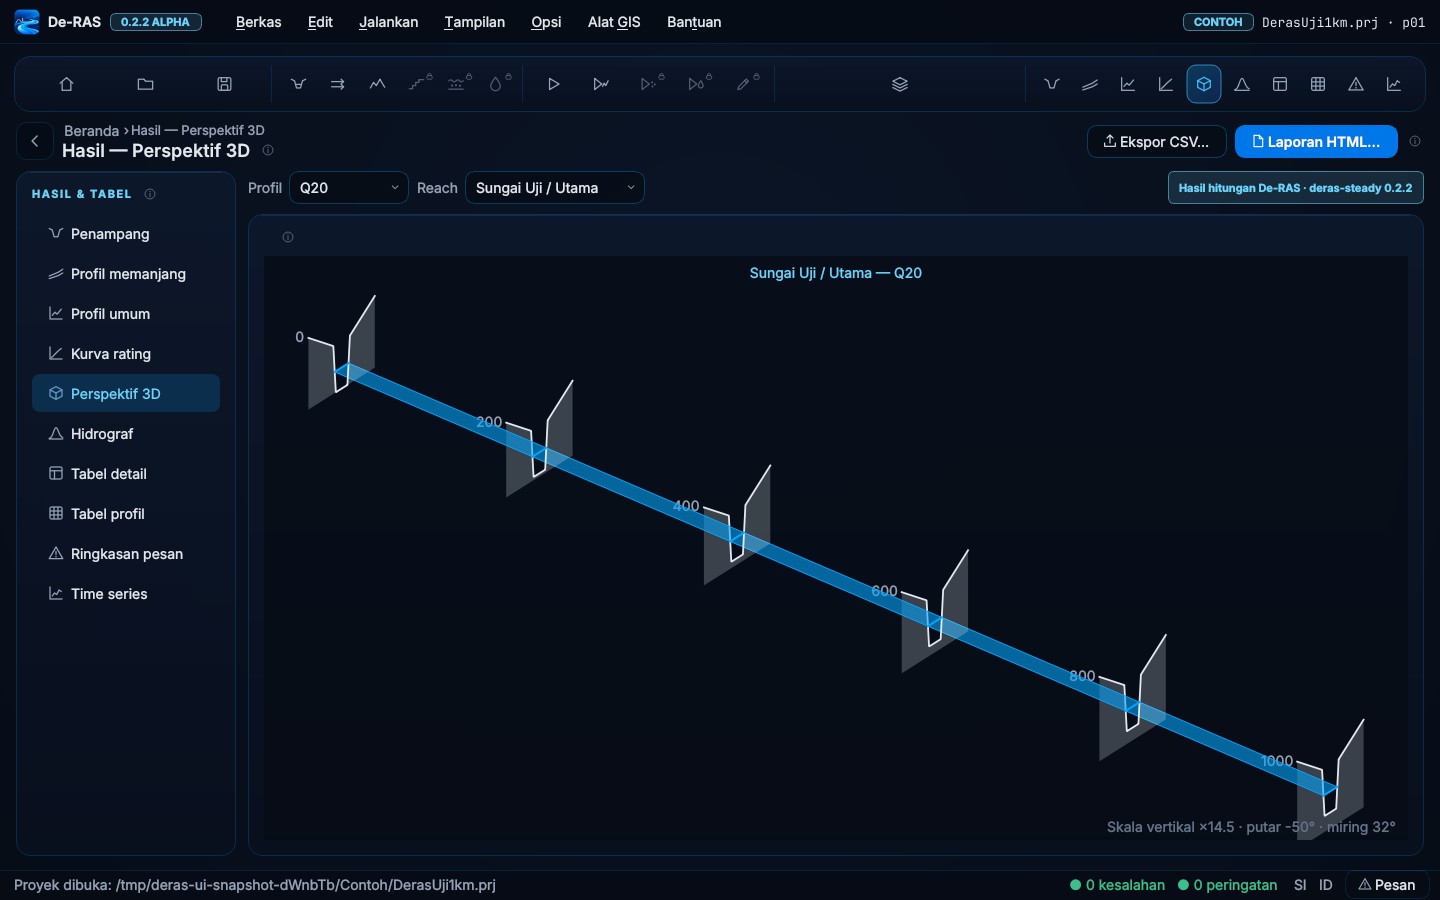 De-RAS 0.2.2 ALPHA Berkas Edit Jalankan Tampilan Opsi Alat GIS Bantuan CONTOH DerasUji1km.prj · p01
Beranda › Hasil — Perspektif 3D
Hasil — Perspektif 3D
Ekspor CSV... Laporan HTML...
HASIL & TABEL
Penampang
Profil memanjang
Profil umum
Kurva rating
Perspektif 3D
Hidrograf
Tabel detail
Tabel profil
Ringkasan pesan
Time series
Profil Q20 Reach Sungai Uji / Utama Hasil hitungan De-RAS · deras-steady 0.2.2
Sungai Uji / Utama — Q20
0
200
400
600
800
1000
Skala vertikal ×14.5 · putar -50° · miring 32°
Proyek dibuka: /tmp/deras-ui-snapshot-dWnbTb/Contoh/DerasUji1km.prj 0 kesalahan 0 peringatan SI ID Pesan